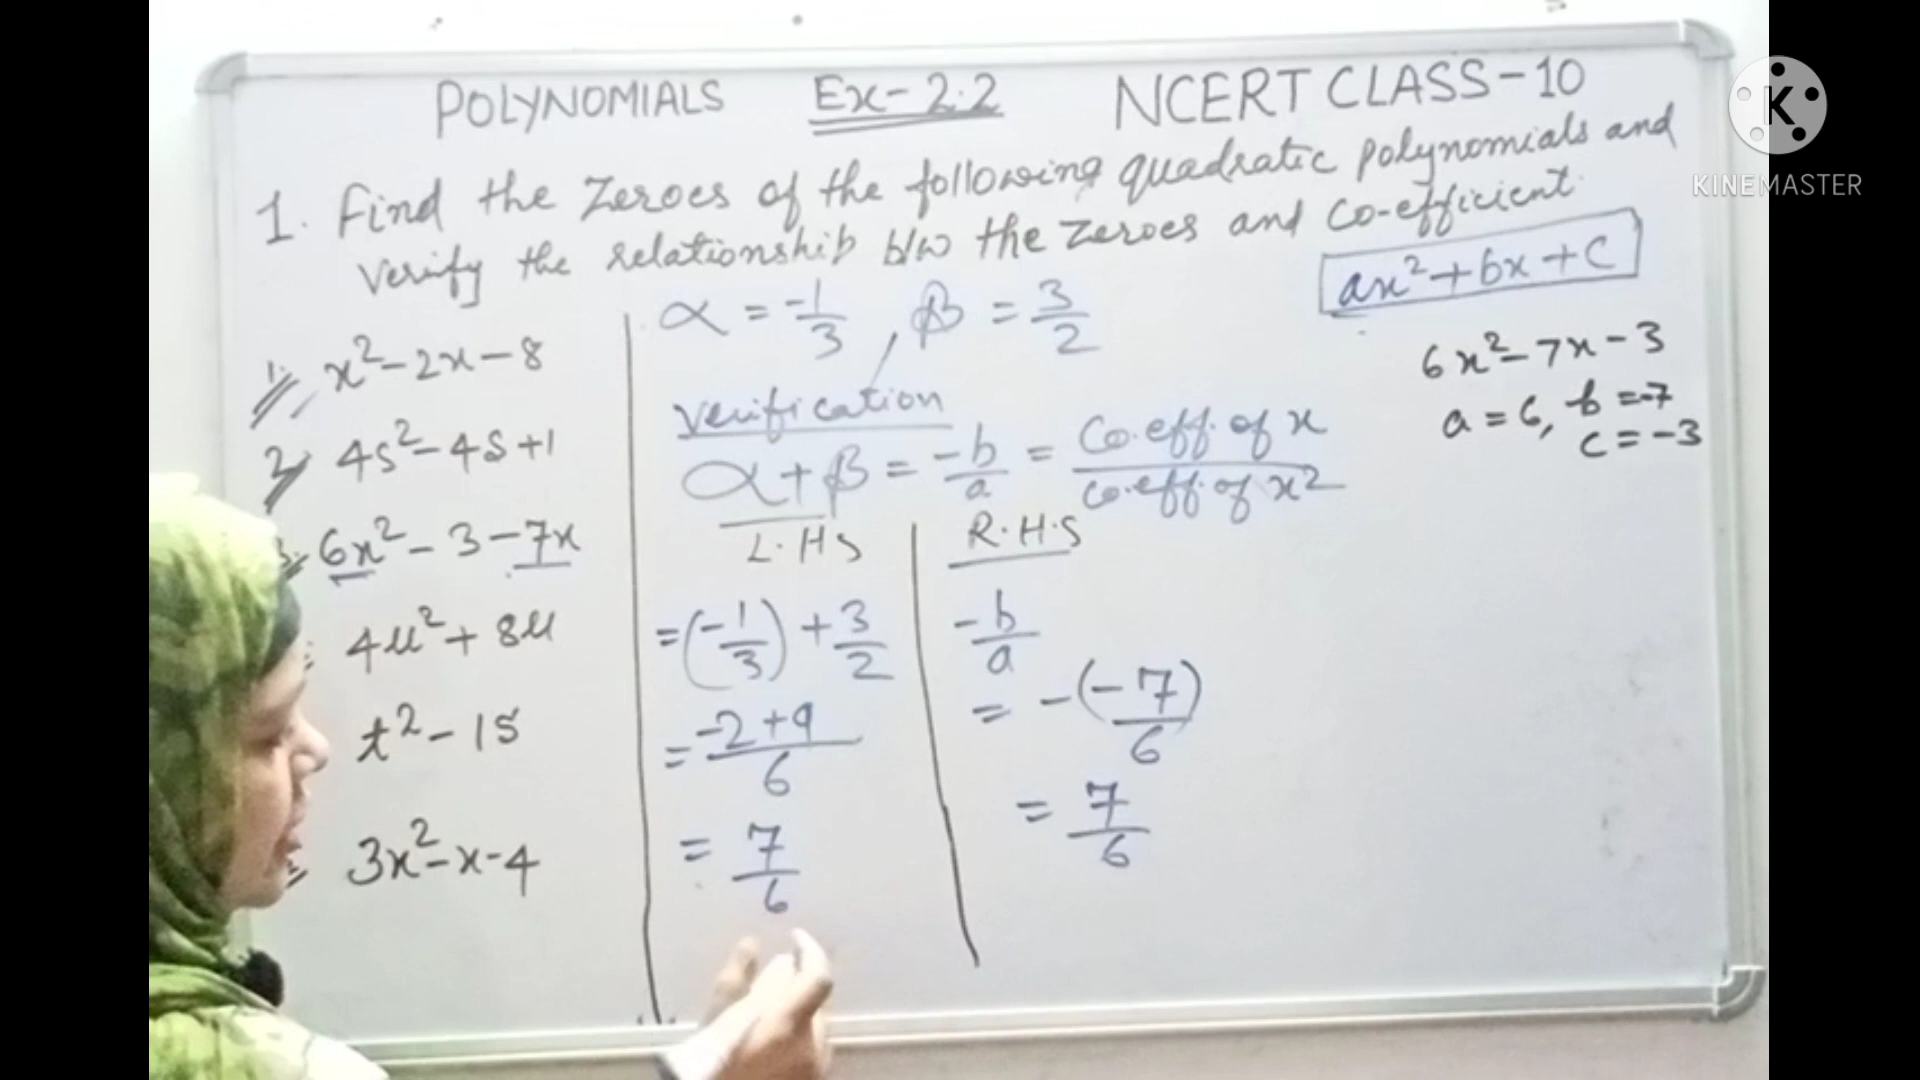 POLYNOMIALS Ex-2.2 NCERT CLASS-10
1. Find the zeroes of the following quadratic polynomials and
verify the relationship b/w the zeroes and co-efficient.
ax²+bx+c
1. x²-2x-8
2. 4s²-4s+1
3. 6x²-3-7x
4u²+8u
t²-15
3x²-x-4
α = -1/3, β = 3/2
Verification
α+β = -b/a = Co.eff. of x/Co.eff. of x²
L.H.S
=(-1/3)+3/2
= -2+9/6
= 7/6
R.H.S
-b/a
= -(-7/6)
= 7/6
6x²-7x-3
a=6, b=-7
c=-3
K
KINEMASTER